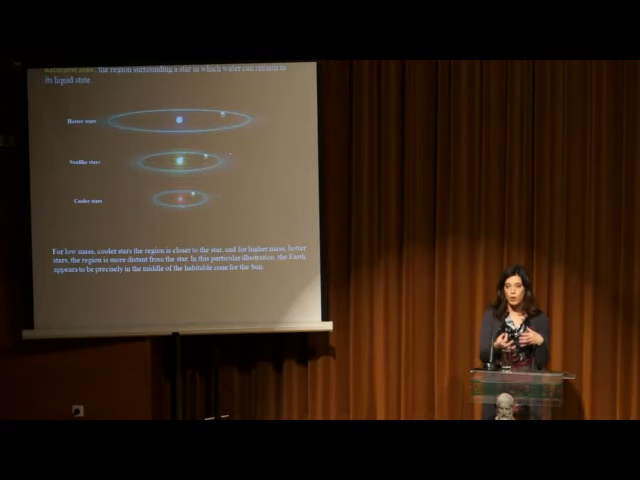 habitable zone: the region surrounding a star in which water can remain in
its liquid state.
Hotter stars
Sunlike stars
Cooler stars
For low mass, cooler stars the region is closer to the star, and for higher mass, hotter
stars, the region is more distant from the star. In this particular illustration, the Earth
appears to be precisely in the middle of the habitable zone for the Sun.